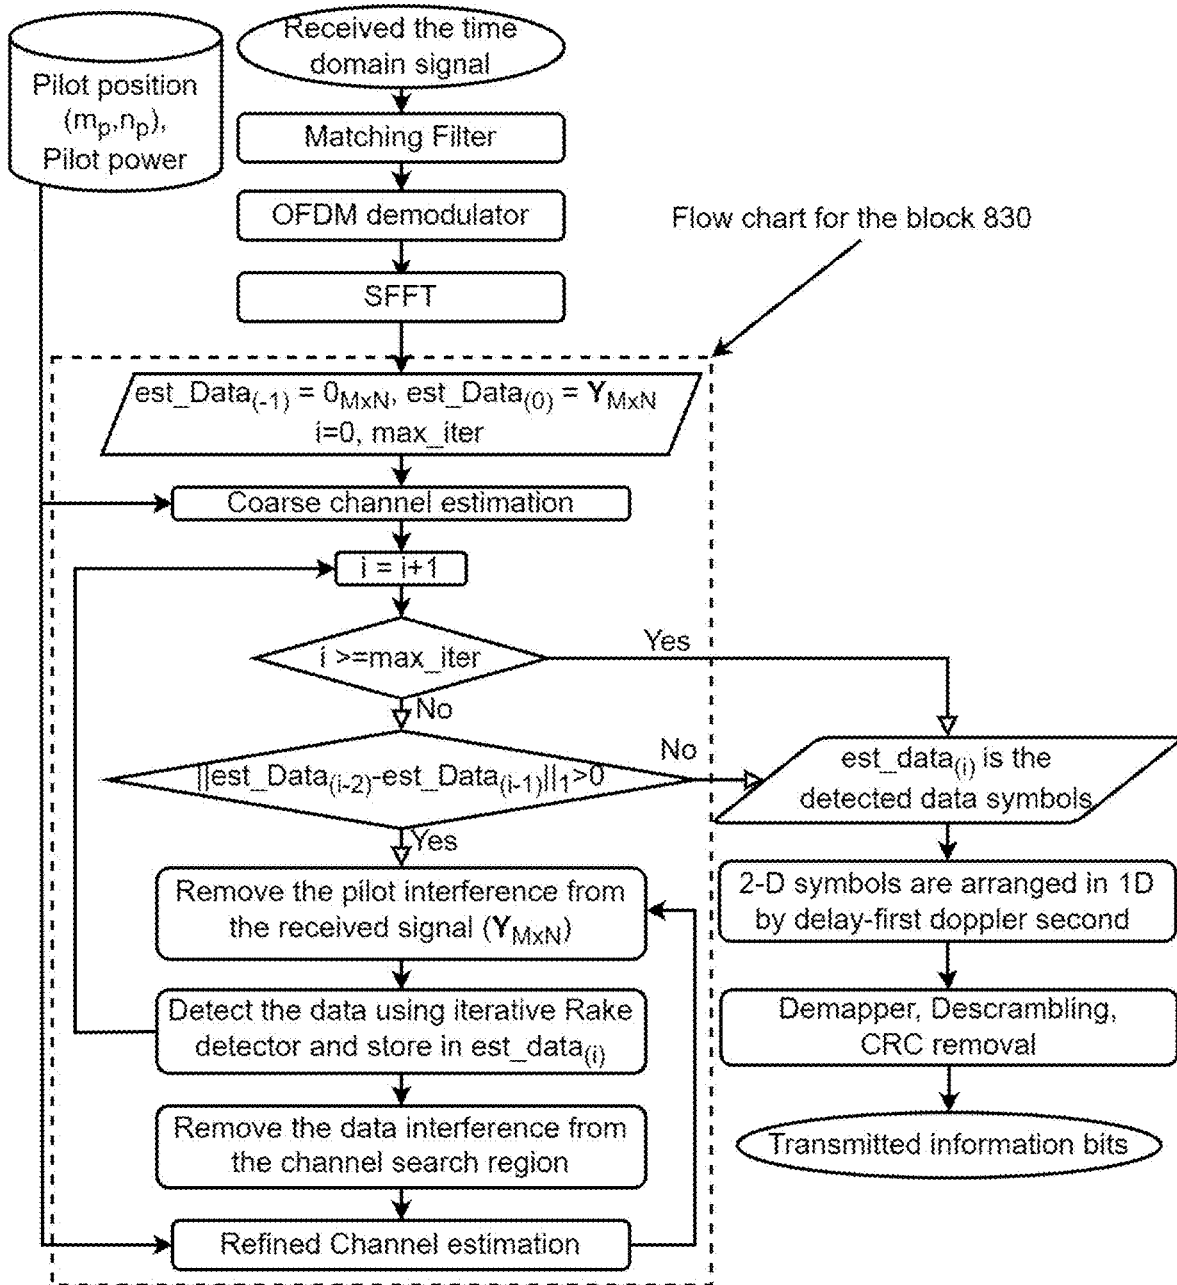 Received the time
domain signal
Pilot position
(mp,np),
Pilot power
Matching Filter
OFDM demodulator
SFFT
Flow chart for the block 830
est_Data(-1) = 0MxN, est_Data(0) = YMxN
i=0, max_iter
Coarse channel estimation
i = i+1
i >=max_iter
Yes
No
||est_Data(i-2)-est_Data(i-1)||1>0
No
Yes
est_data(i) is the
detected data symbols
Remove the pilot interference from
the received signal (YMxN)
2-D symbols are arranged in 1D
by delay-first doppler second
Detect the data using iterative Rake
detector and store in est_data(i)
Demapper, Descrambling,
CRC removal
Remove the data interference from
the channel search region
Transmitted information bits
Refined Channel estimation